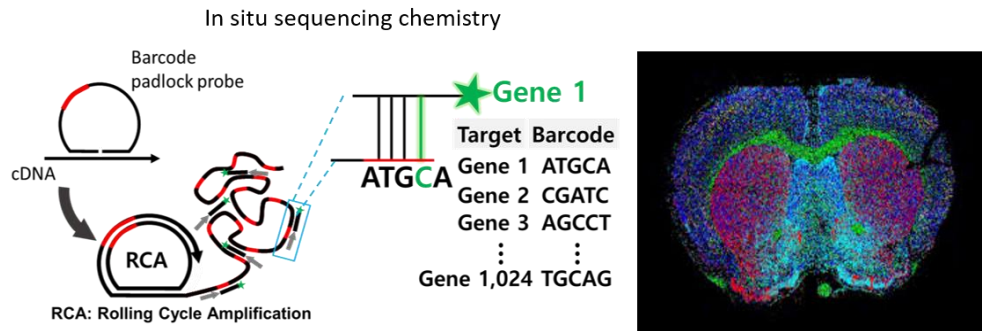 In situ sequencing chemistry
Barcode
padlock probe
cDNA
RCA
RCA: Rolling Cycle Amplification
Gene 1
ATGCA
Target Barcode
Gene 1 ATGCA
Gene 2 CGATC
Gene 3 AGCCT
Gene 1,024 TGCAG